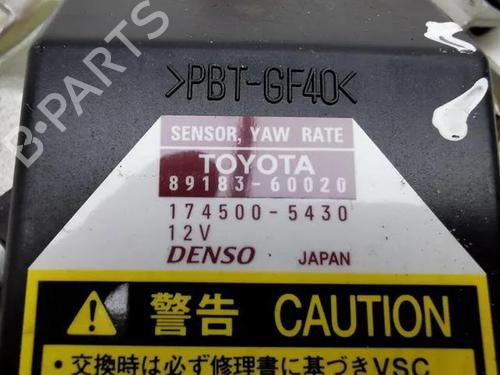 B-PARTS
>PBT-GF40<
SENSOR, YAW RATE
TOYOTA
89183-60020
174500-5430
12V
DENSO JAPAN
警告 CAUTION
・交換時は必ず修理書に基づきVSC